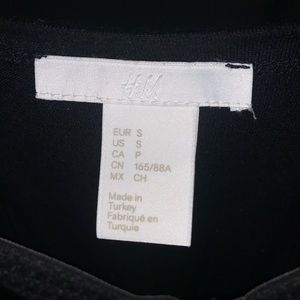 H&M
EUR S
US S
CA P
CN 165/88A
MX CH
Made in
Turkey
Fabriqué en
Turquie